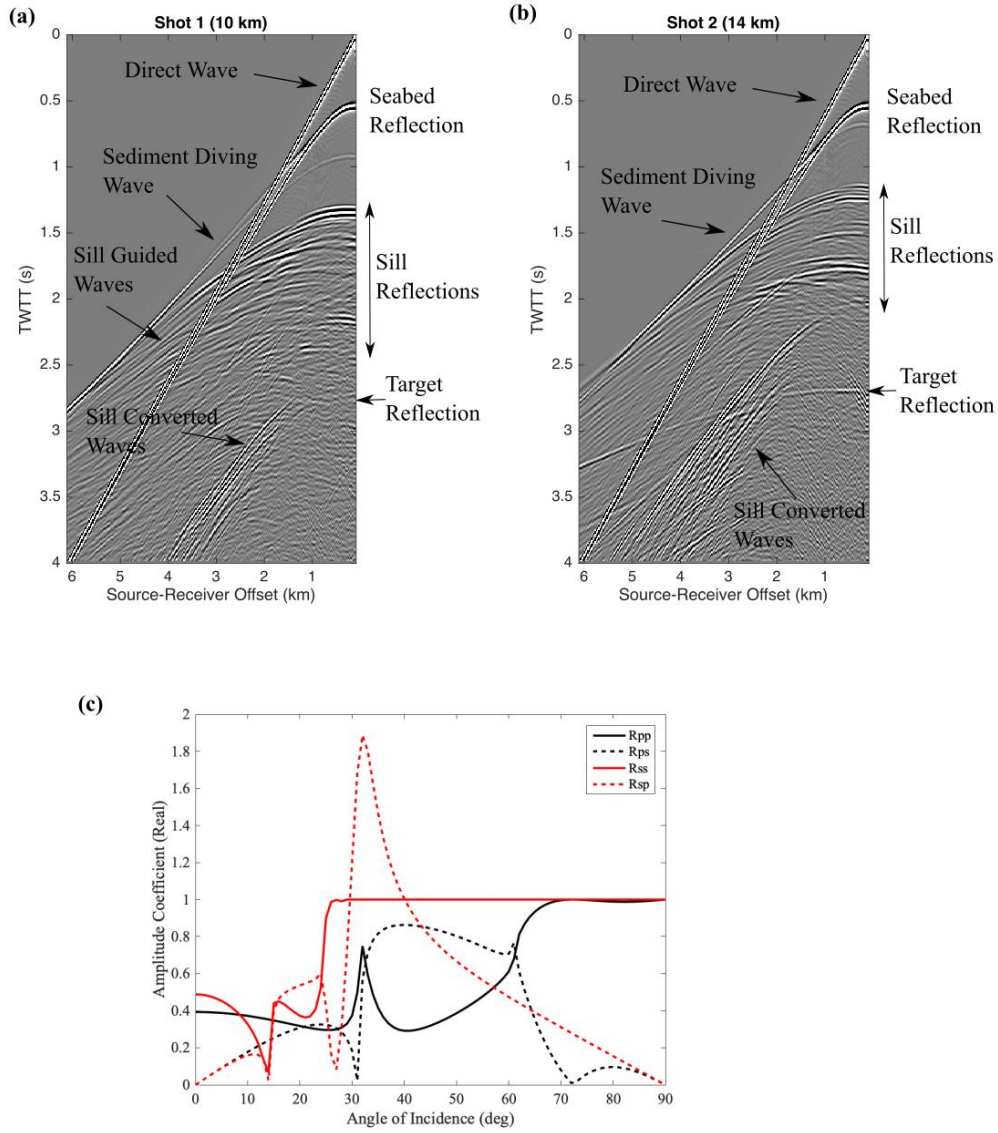 (a)
Shot 1 (10 km)
0
0.5
1
1.5
2
2.5
3
3.5
4
TWTT (s)
6
5
4
3
2
1
Source-Receiver Offset (km)
Direct Wave
Sediment Diving
Wave
Sill Guided
Waves
Sill Converted
Waves
Seabed
Reflection
Sill
Reflections
Target
Reflection
(b)
Shot 2 (14 km)
0
0.5
1
1.5
2
2.5
3
3.5
4
TWTT (s)
6
5
4
3
2
1
Source-Receiver Offset (km)
Direct Wave
Sediment Diving
Wave
Sill Converted
Waves
Seabed
Reflection
Sill
Reflections
Target
Reflection
(c)
2
1.8
1.6
1.4
1.2
1
0.8
0.6
0.4
0.2
0
Amplitude Coefficient (Real)
0
10
20
30
40
50
60
70
80
90
Angle of Incidence (deg)
Rpp
Rps
Rss
Rsp